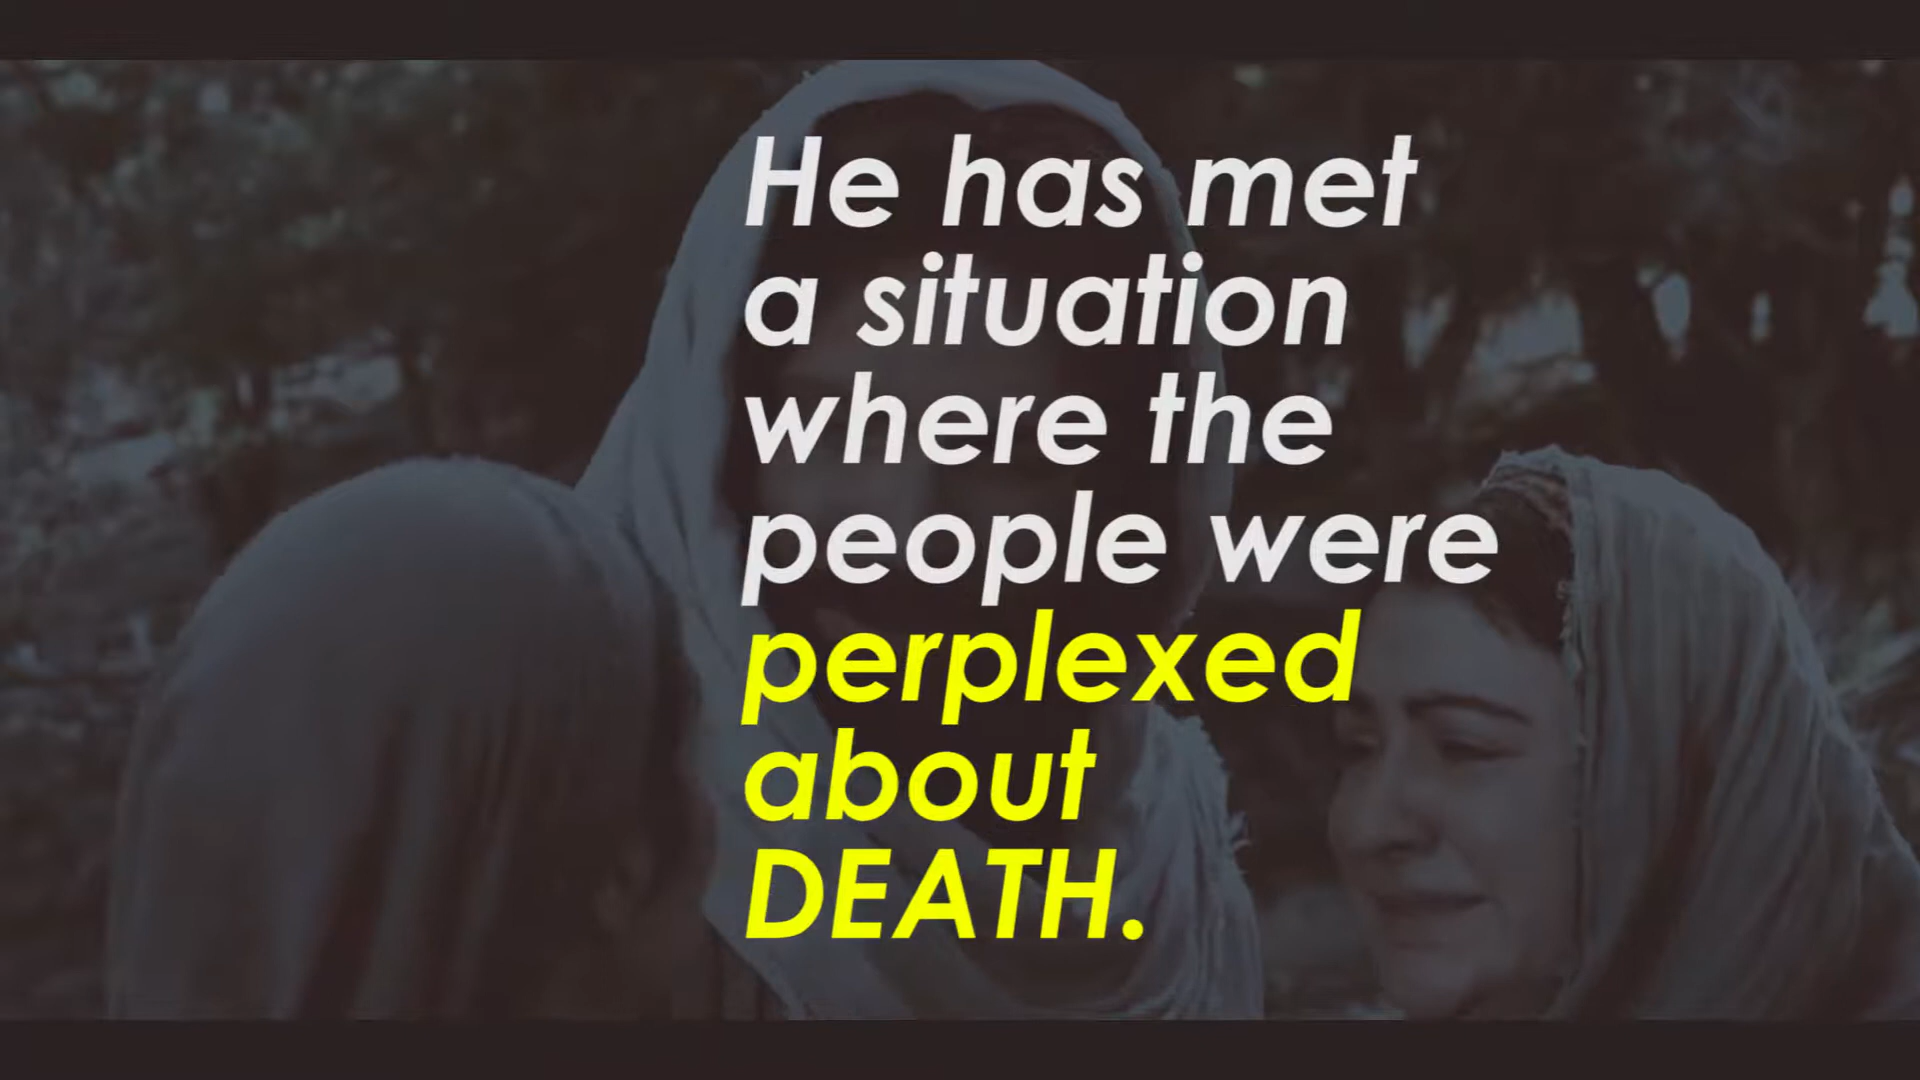 He has met
a situation
where the
people were
perplexed
about
DEATH.